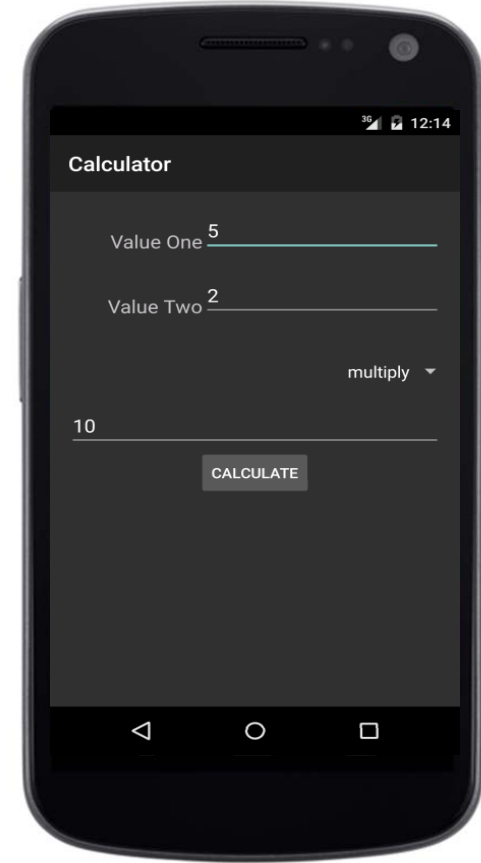 3G 12:14
Calculator
Value One 5
Value Two 2
multiply
10
CALCULATE